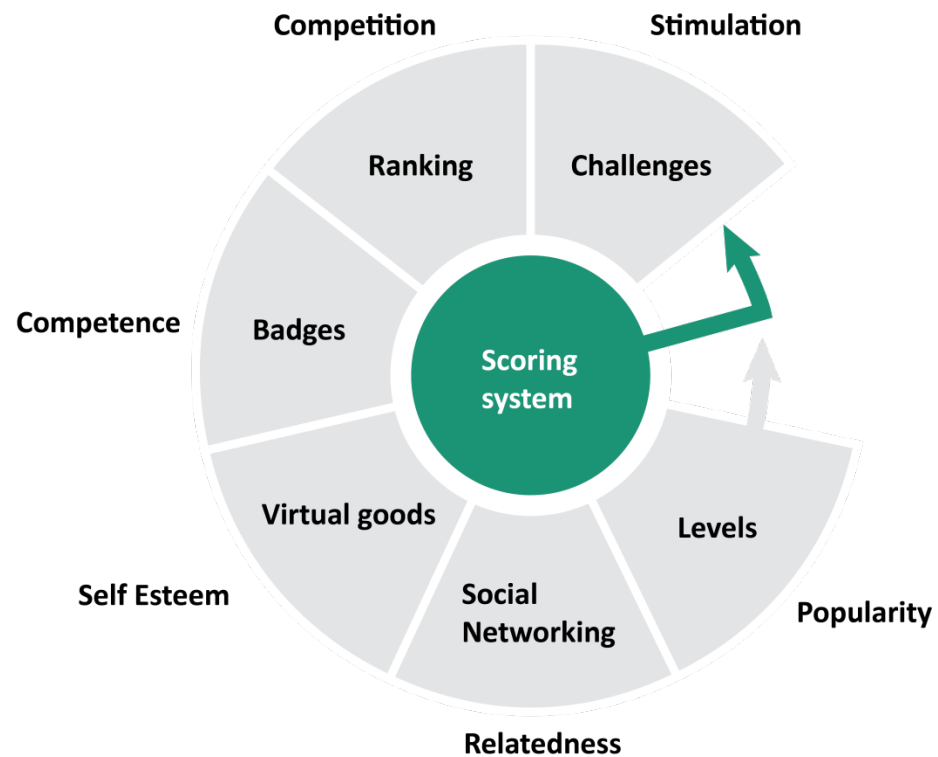 Competition
Stimulation
Ranking
Challenges
Competence
Badges
Scoring
system
Virtual goods
Levels
Self Esteem
Social
Networking
Popularity
Relatedness